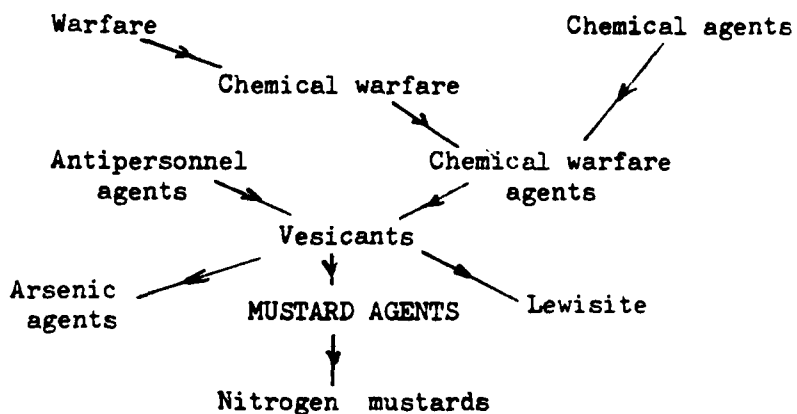 Warfare
Chemical agents
Chemical warfare
Antipersonnel
agents
Chemical warfare
agents
Vesicants
Arsenic
agents
MUSTARD AGENTS
Lewisite
Nitrogen mustards